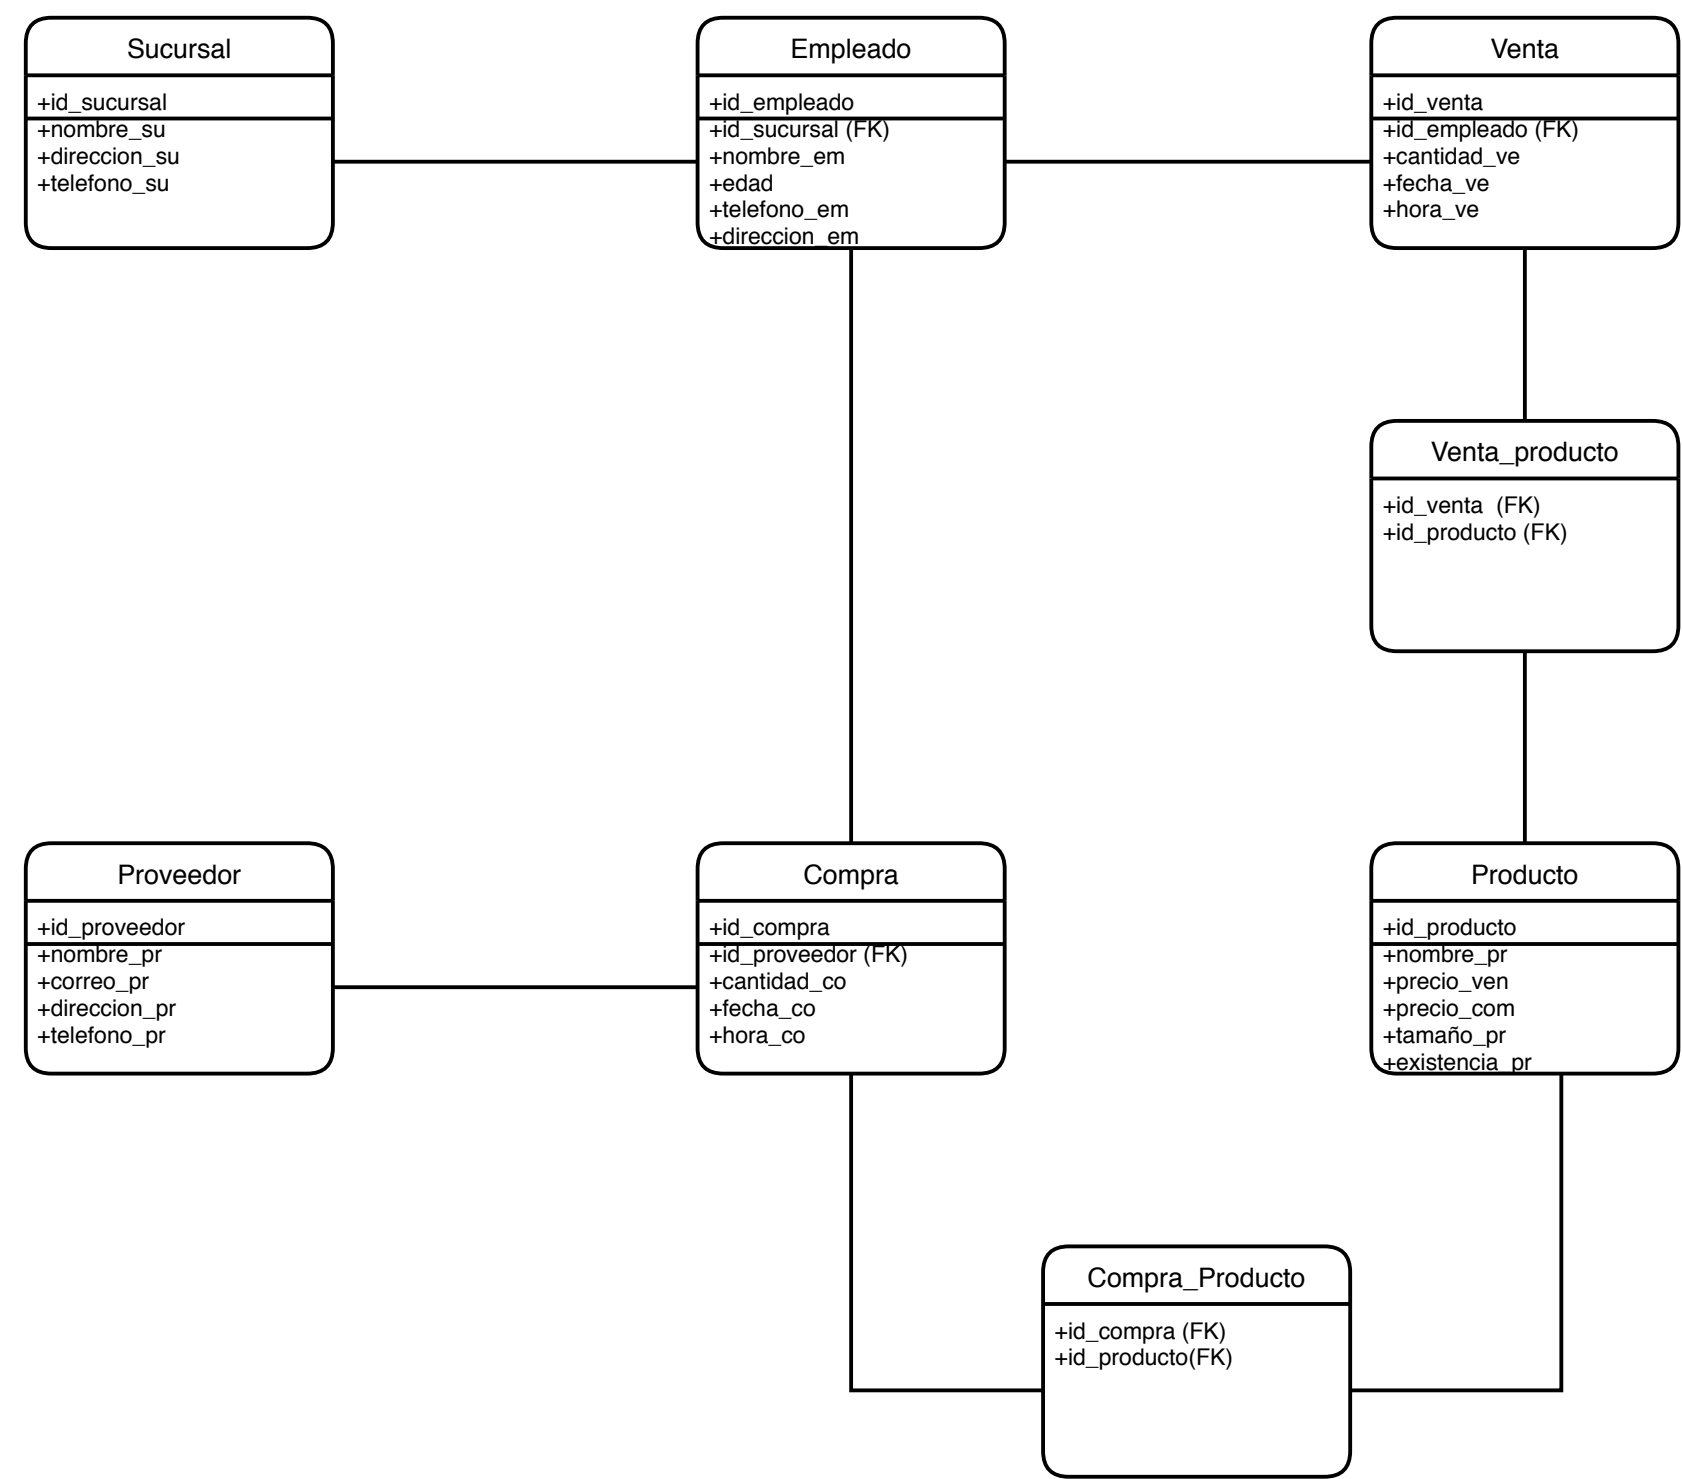 Sucursal
+id_sucursal
+nombre_su
+direccion_su
+telefono_su
Empleado
+id_empleado
+id_sucursal (FK)
+nombre_em
+edad
+telefono_em
+direccion_em
Venta
+id_venta
+id_empleado (FK)
+cantidad_ve
+fecha_ve
+hora_ve
Venta_producto
+id_venta  (FK)
+id_producto (FK)
Proveedor
+id_proveedor
+nombre_pr
+correo_pr
+direccion_pr
+telefono_pr
Compra
+id_compra
+id_proveedor (FK)
+cantidad_co
+fecha_co
+hora_co
Producto
+id_producto
+nombre_pr
+precio_ven
+precio_com
+tamaño_pr
+existencia_pr
Compra_Producto
+id_compra (FK)
+id_producto(FK)